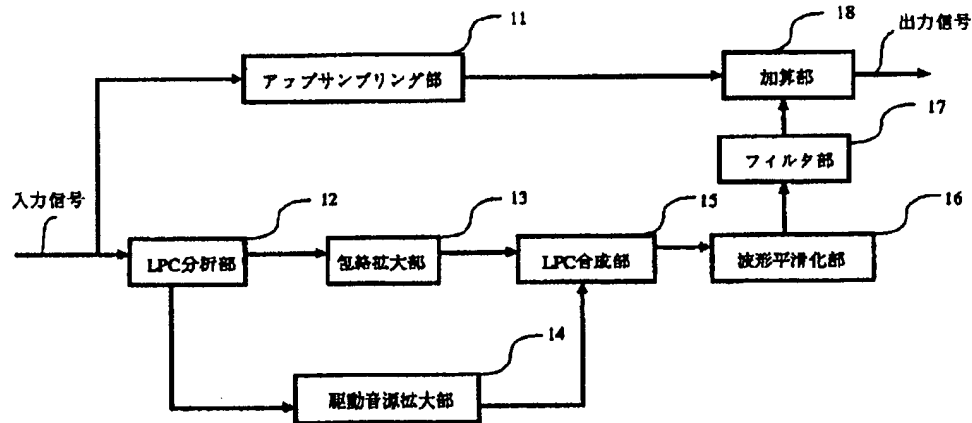 18
出力信号
11
アップサンプリング部
加算部
17
フィルタ部
入力信号
12
13
15
16
LPC分析部
包絡拡大部
LPC合成部
波形平滑化部
14
駆動音源拡大部